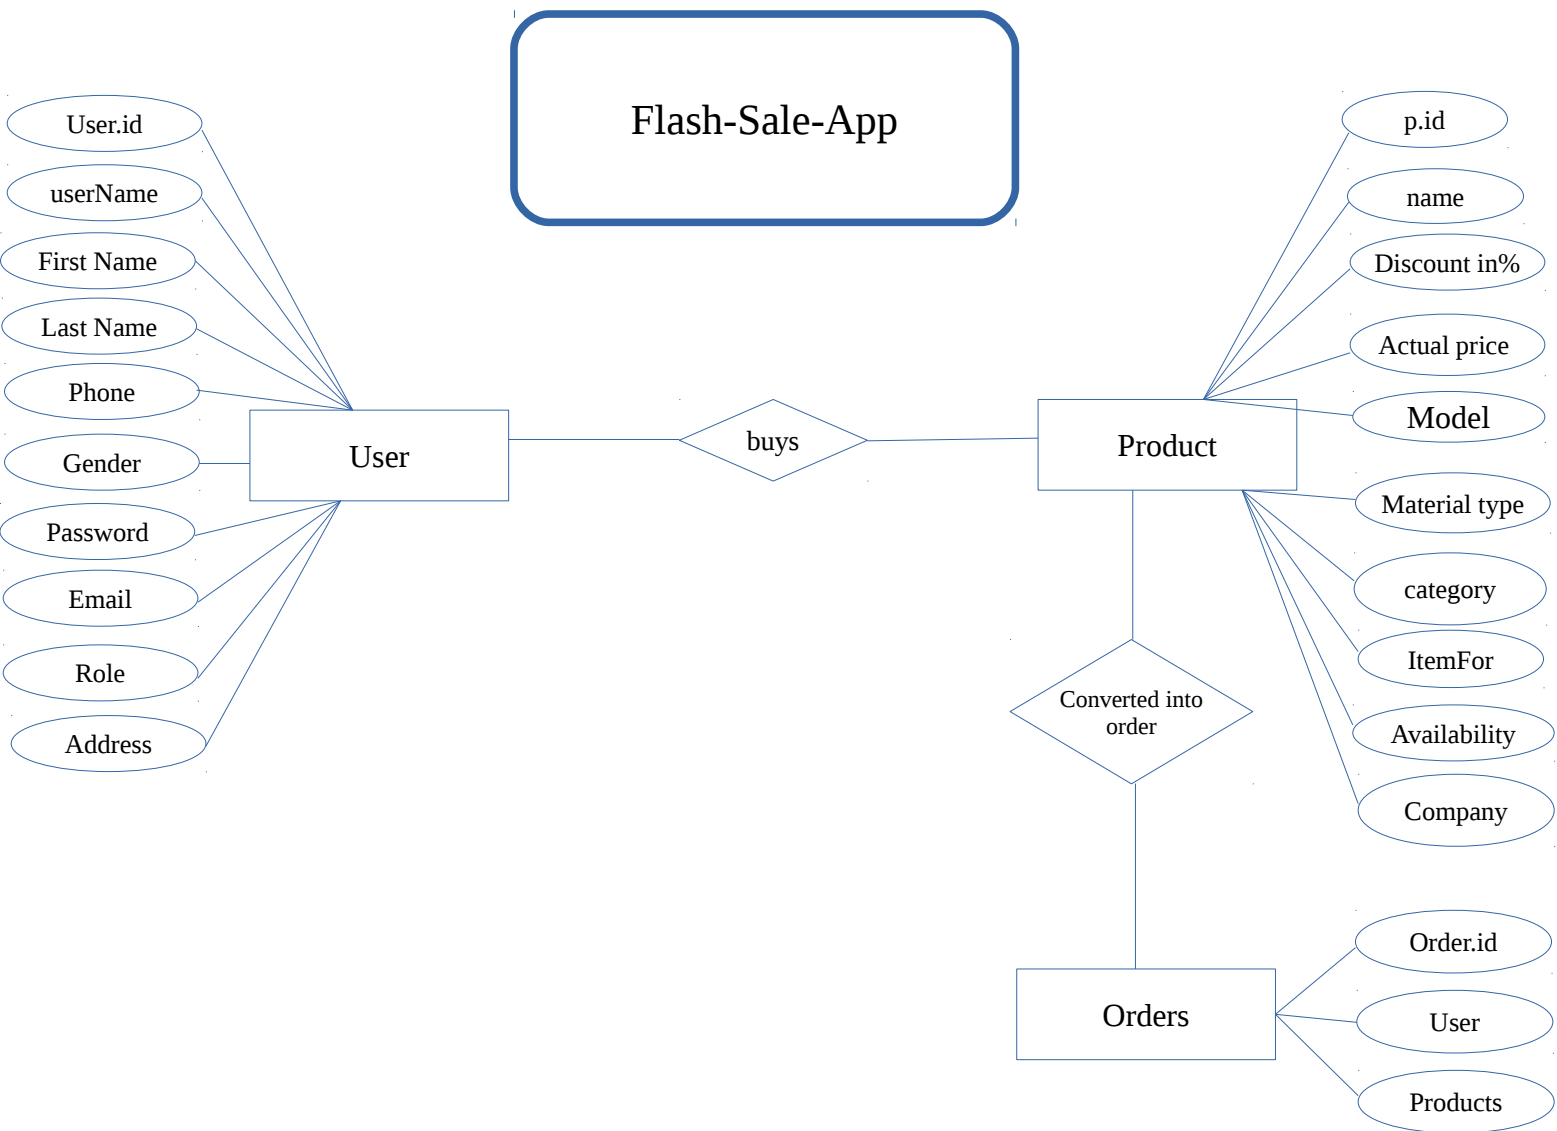 Flash-Sale-App
User.id
userName
First Name
Last Name
Phone
Gender
Password
Email
Role
Address
User
buys
Product
p.id
name
Discount in%
Actual price
Model
Material type
category
ItemFor
Availability
Company
Converted into
order
Orders
Order.id
User
Products